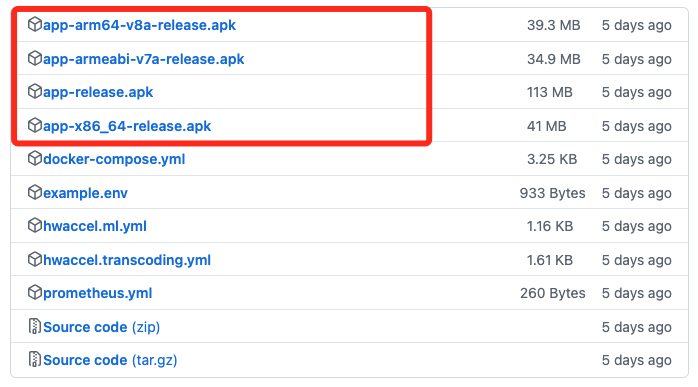 app-arm64-v8a-release.apk 39.3 MB 5 days ago
app-armeabi-v7a-release.apk 34.9 MB 5 days ago
app-release.apk 113 MB 5 days ago
app-x86_64-release.apk 41 MB 5 days ago
docker-compose.yml 3.25 KB 5 days ago
example.env 933 Bytes 5 days ago
hwaccel.ml.yml 1.16 KB 5 days ago
hwaccel.transcoding.yml 1.61 KB 5 days ago
prometheus.yml 260 Bytes 5 days ago
Source code (zip) 5 days ago
Source code (tar.gz) 5 days ago